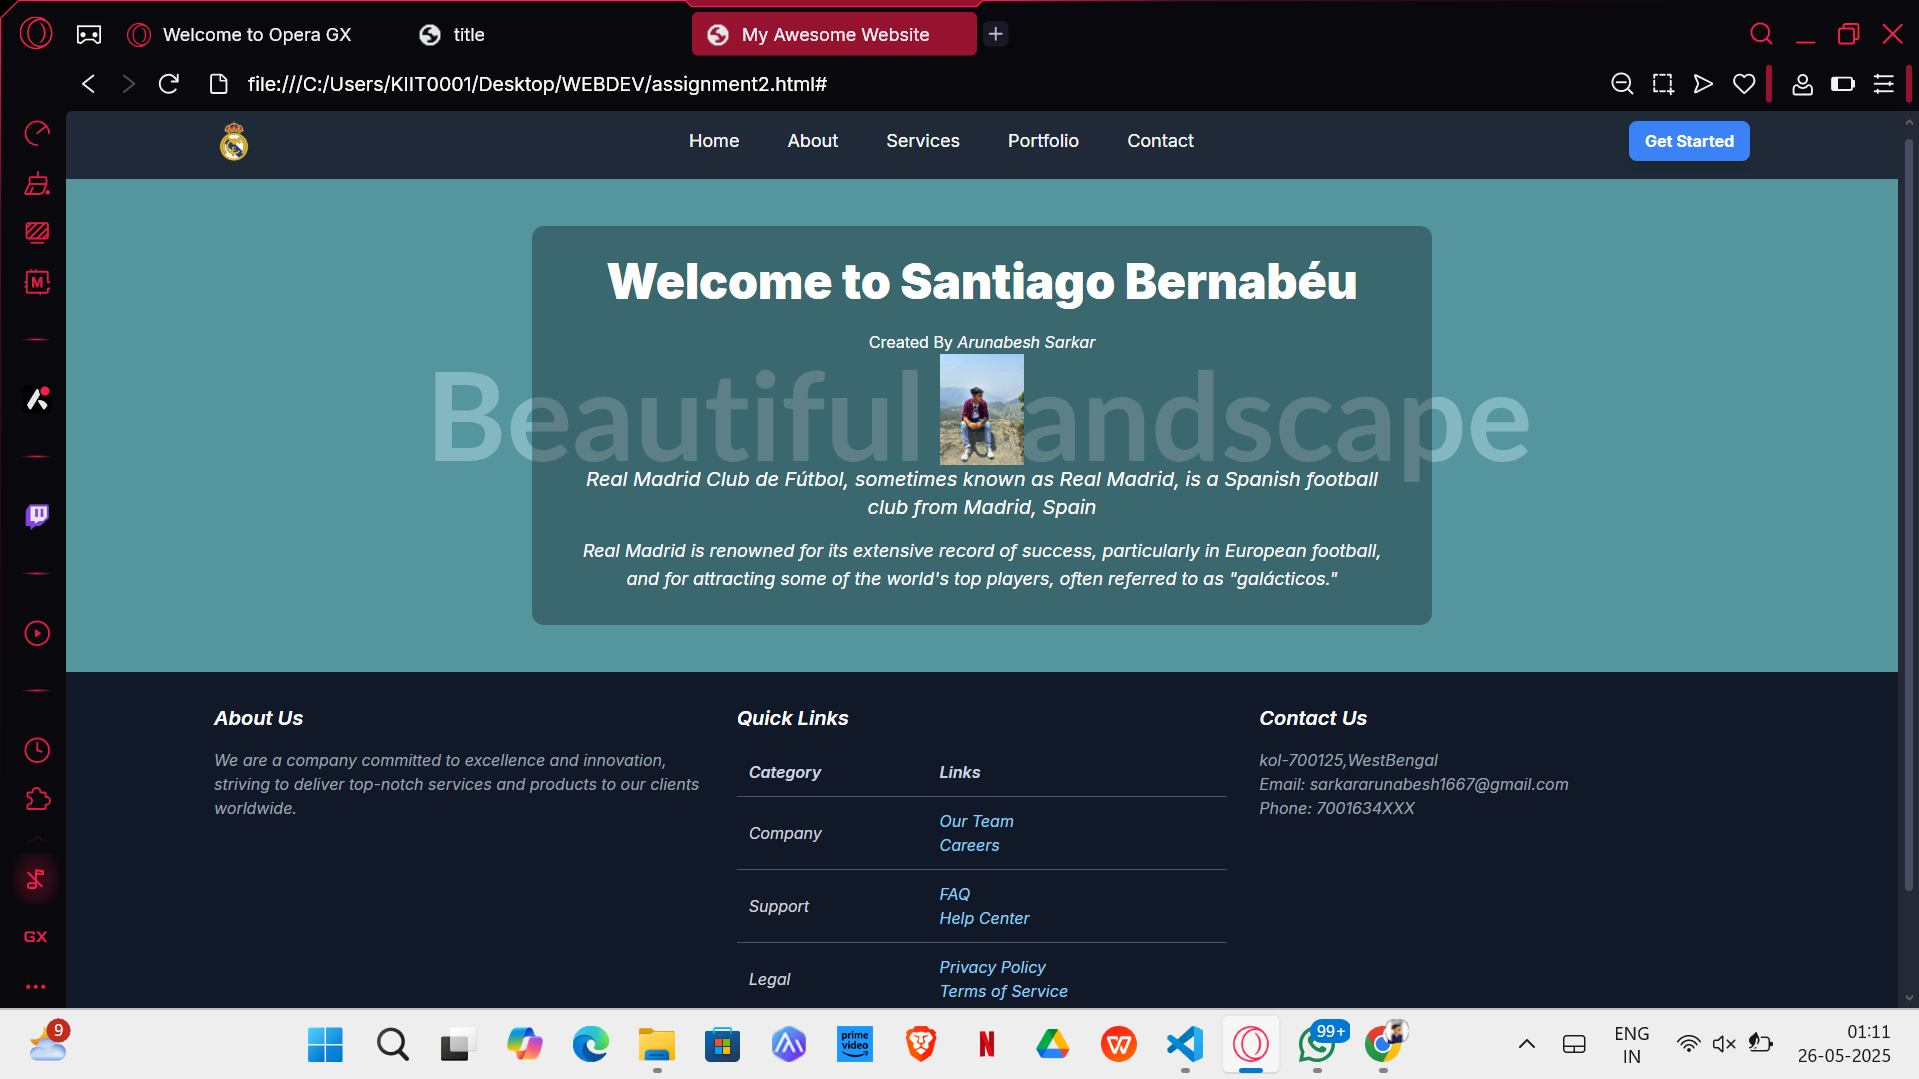 Welcome to Opera GX
title
My Awesome Website
file:///C:/Users/KIIT0001/Desktop/WEBDEV/assignment2.html#
Home About Services Portfolio Contact
Get Started
Welcome to Santiago Bernabéu
Created By Arunabesh Sarkar
Beautiful Landscape
Real Madrid Club de Fútbol, sometimes known as Real Madrid, is a Spanish football
club from Madrid, Spain
Real Madrid is renowned for its extensive record of success, particularly in European football,
and for attracting some of the world's top players, often referred to as "galácticos."
About Us
We are a company committed to excellence and innovation,
striving to deliver top-notch services and products to our clients
worldwide.
Quick Links
Category Links
Company
Our Team
Careers
Support
FAQ
Help Center
Legal
Privacy Policy
Terms of Service
Contact Us
kol-700125,WestBengal
Email: sarkararunabesh1667@gmail.com
Phone: 7001634XXX
M
GX
9
prime
video
N
W
99+
ENG
IN
01:11
26-05-2025